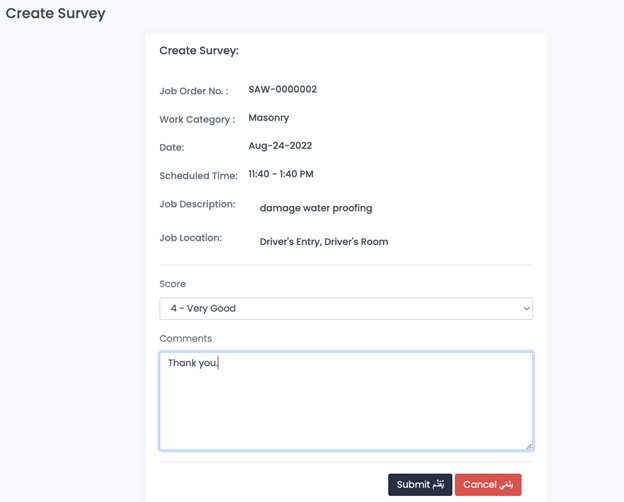 Create Survey
Create Survey:
Job Order No. : SAW-0000002
Work Category : Masonry
Date: Aug-24-2022
Scheduled Time: 11:40 - 1:40 PM
Job Description: damage water proofing
Job Location: Driver's Entry, Driver's Room
Score
4 - Very Good
Comments
Thank you.
Submit يُقدّم Cancel يلغي